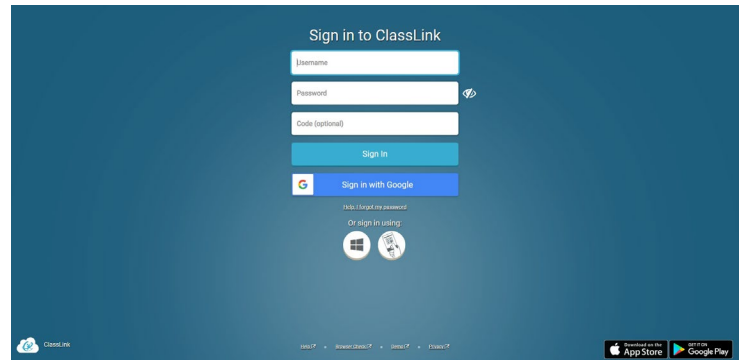 Sign in to ClassLink
Username
Password
Code (optional)
Sign In
G
Sign in with Google
Help, I forgot my password
Or sign in using:
ClassLink
Help
Browser Check
Demo
Privacy
Download on the
App Store
GET IT ON
Google Play